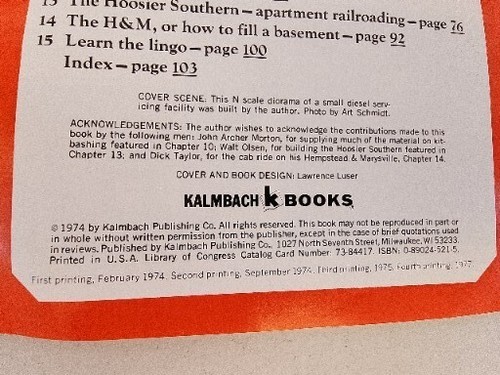 13 The Hoosier Southern—apartment railroading—page 76
14 The H&M, or how to fill a basement—page 92
15 Learn the lingo—page 100
Index—page 103
COVER SCENE: This N scale diorama of a small diesel serv-
icing facility was built by the author. Photo by Art Schmidt.
ACKNOWLEDGEMENTS: The author wishes to acknowledge the contributions made to this
book by the following men: John Archer Morton, for supplying much of the material on kit-
bashing featured in Chapter 10; Walt Olsen, for building the Hoosier Southern featured in
Chapter 13; and Dick Taylor, for the cab ride on his Hempstead & Marysville, Chapter 14.
COVER AND BOOK DESIGN: Lawrence Luser
KALMBACH k BOOKS
© 1974 by Kalmbach Publishing Co. All rights reserved. This book may not be reproduced in part or
in whole without written permission from the publisher, except in the case of brief quotations used
in reviews. Published by Kalmbach Publishing Co., 1027 North Seventh Street, Milwaukee, WI 53233.
Printed in U.S.A. Library of Congress Catalog Card Number: 73-84417. ISBN: 0-89024-521-5.
First printing, February 1974. Second printing, September 1974. Third printing, 1975. Fourth printing, 1977.